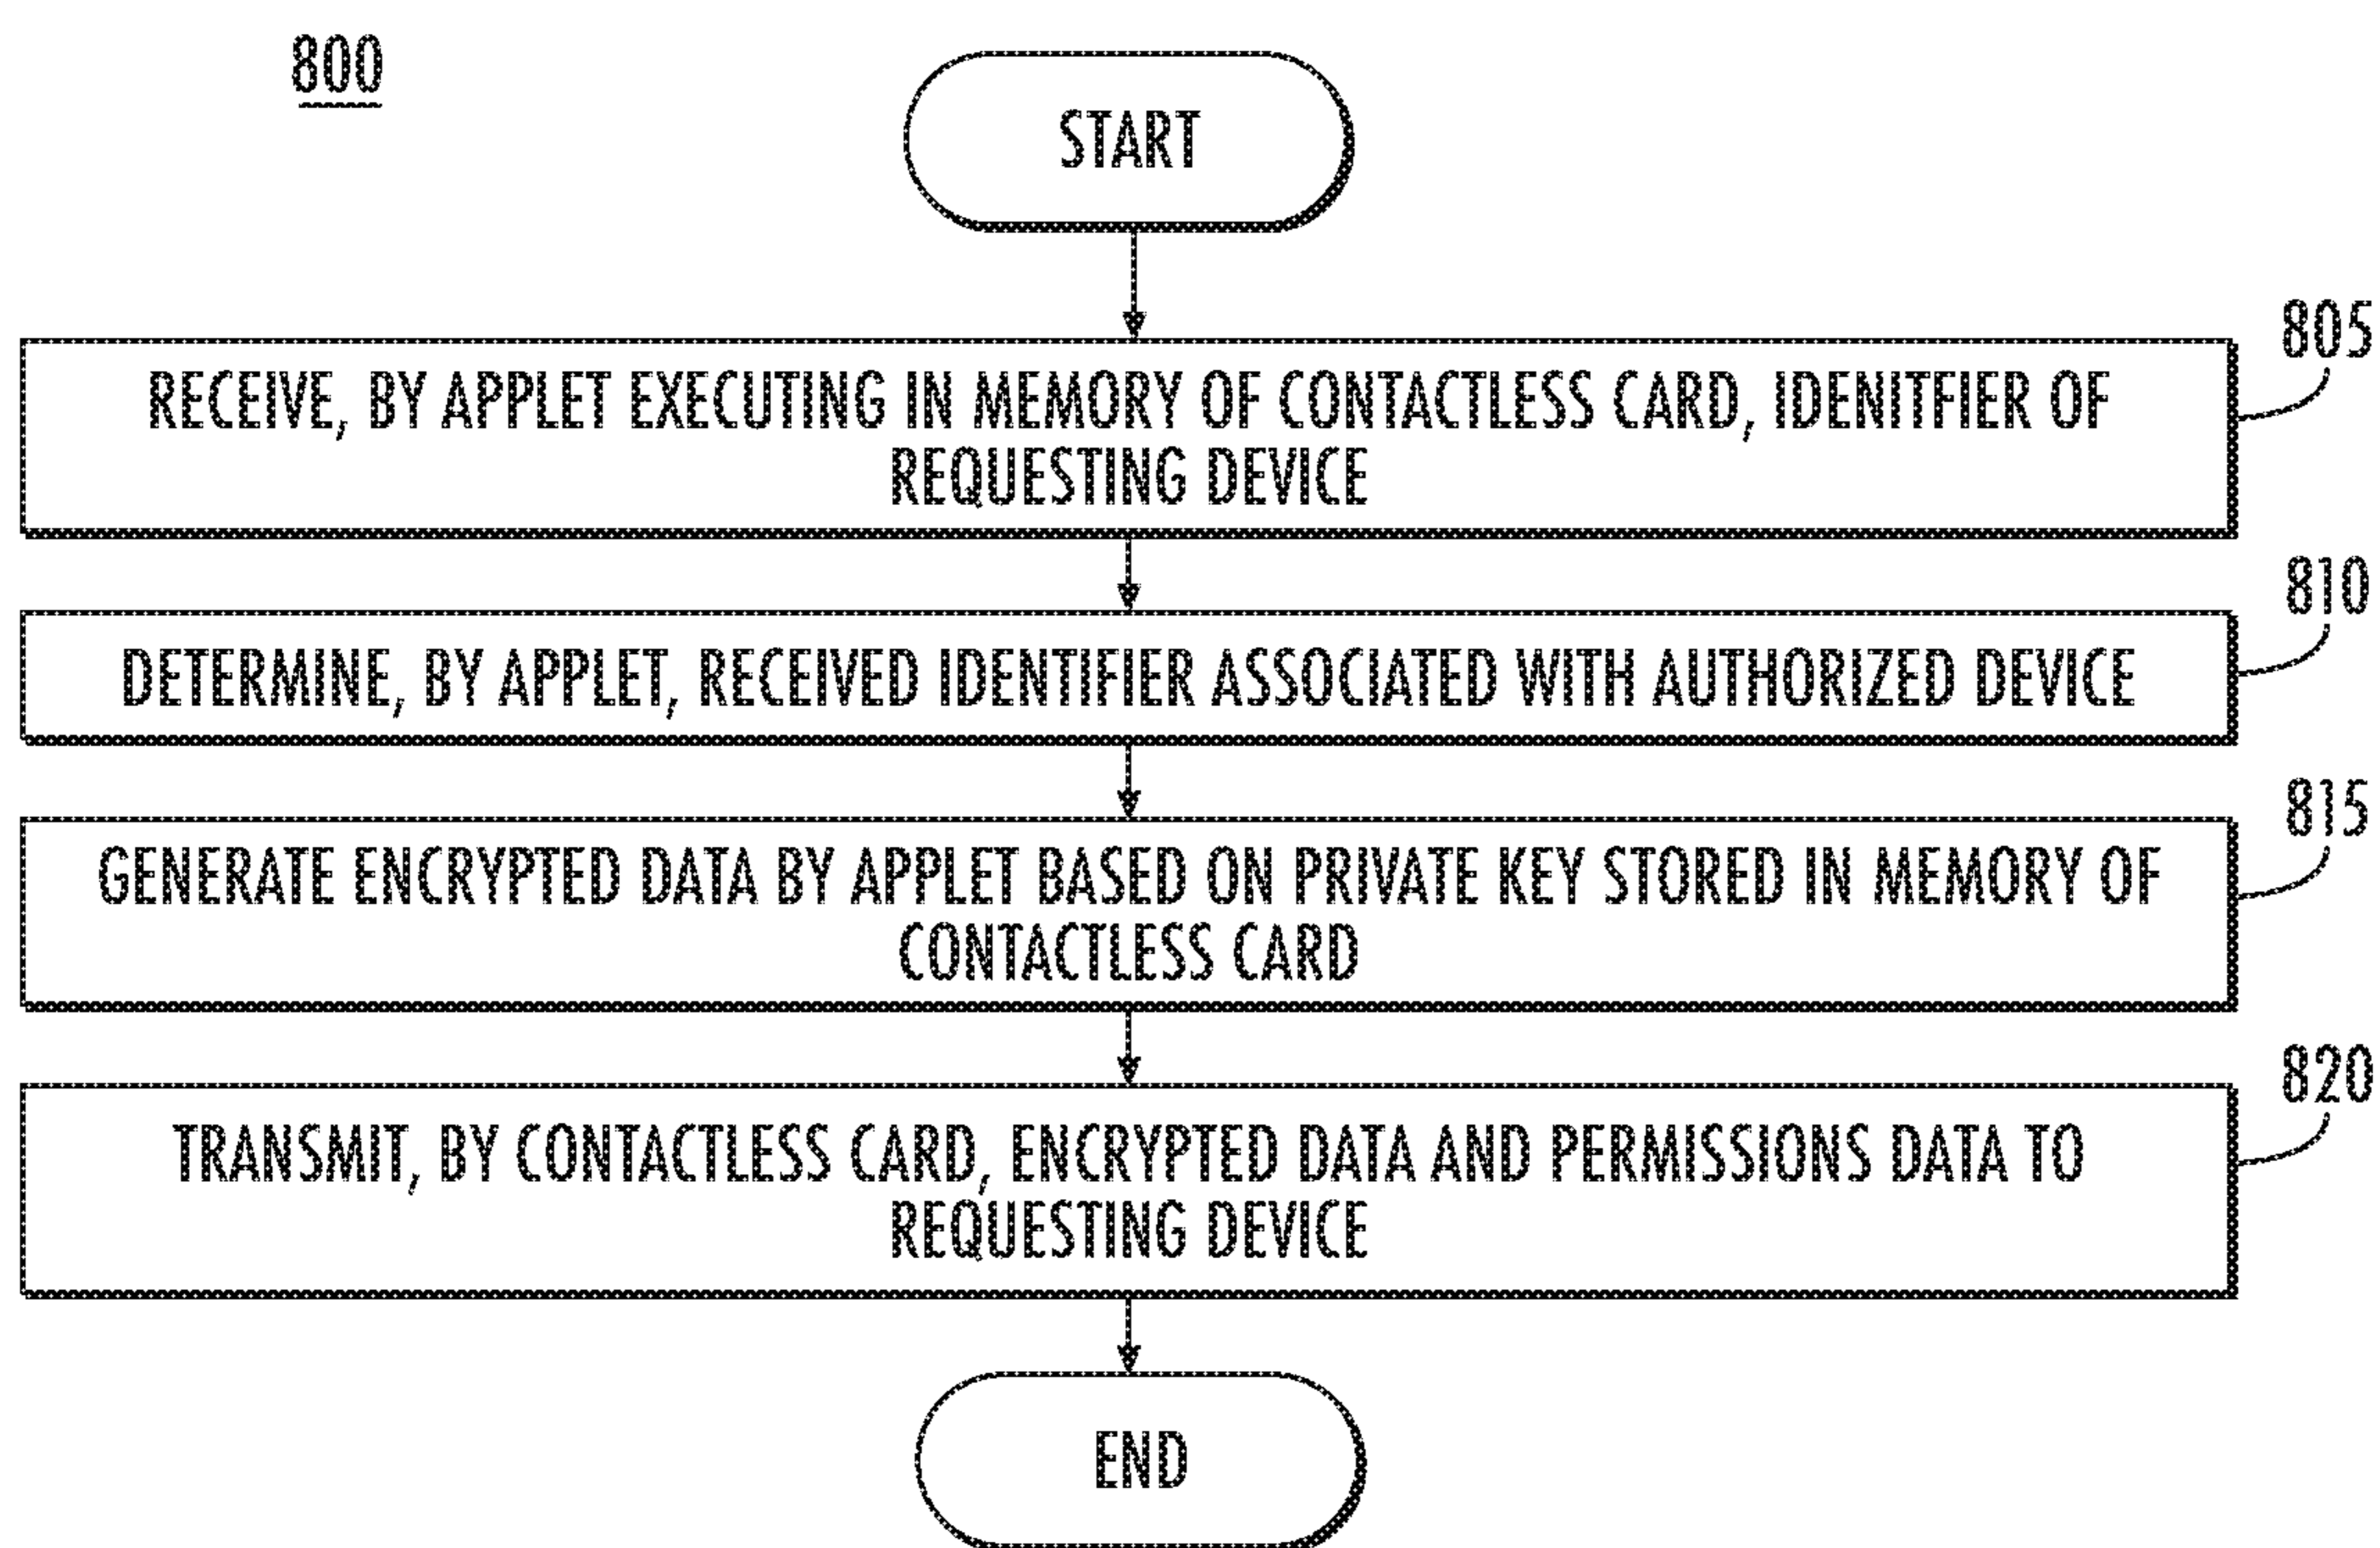 800
START
805
RECEIVE, BY APPLET EXECUTING IN MEMORY OF CONTACTLESS CARD, IDENITFIER OF
REQUESTING DEVICE
810
DETERMINE, BY APPLET, RECEIVED IDENTIFIER ASSOCIATED WITH AUTHORIZED DEVICE
815
GENERATE ENCRYPTED DATA BY APPLET BASED ON PRIVATE KEY STORED IN MEMORY OF
CONTACTLESS CARD
820
TRANSMIT, BY CONTACTLESS CARD, ENCRYPTED DATA AND PERMISSIONS DATA TO
REQUESTING DEVICE
END